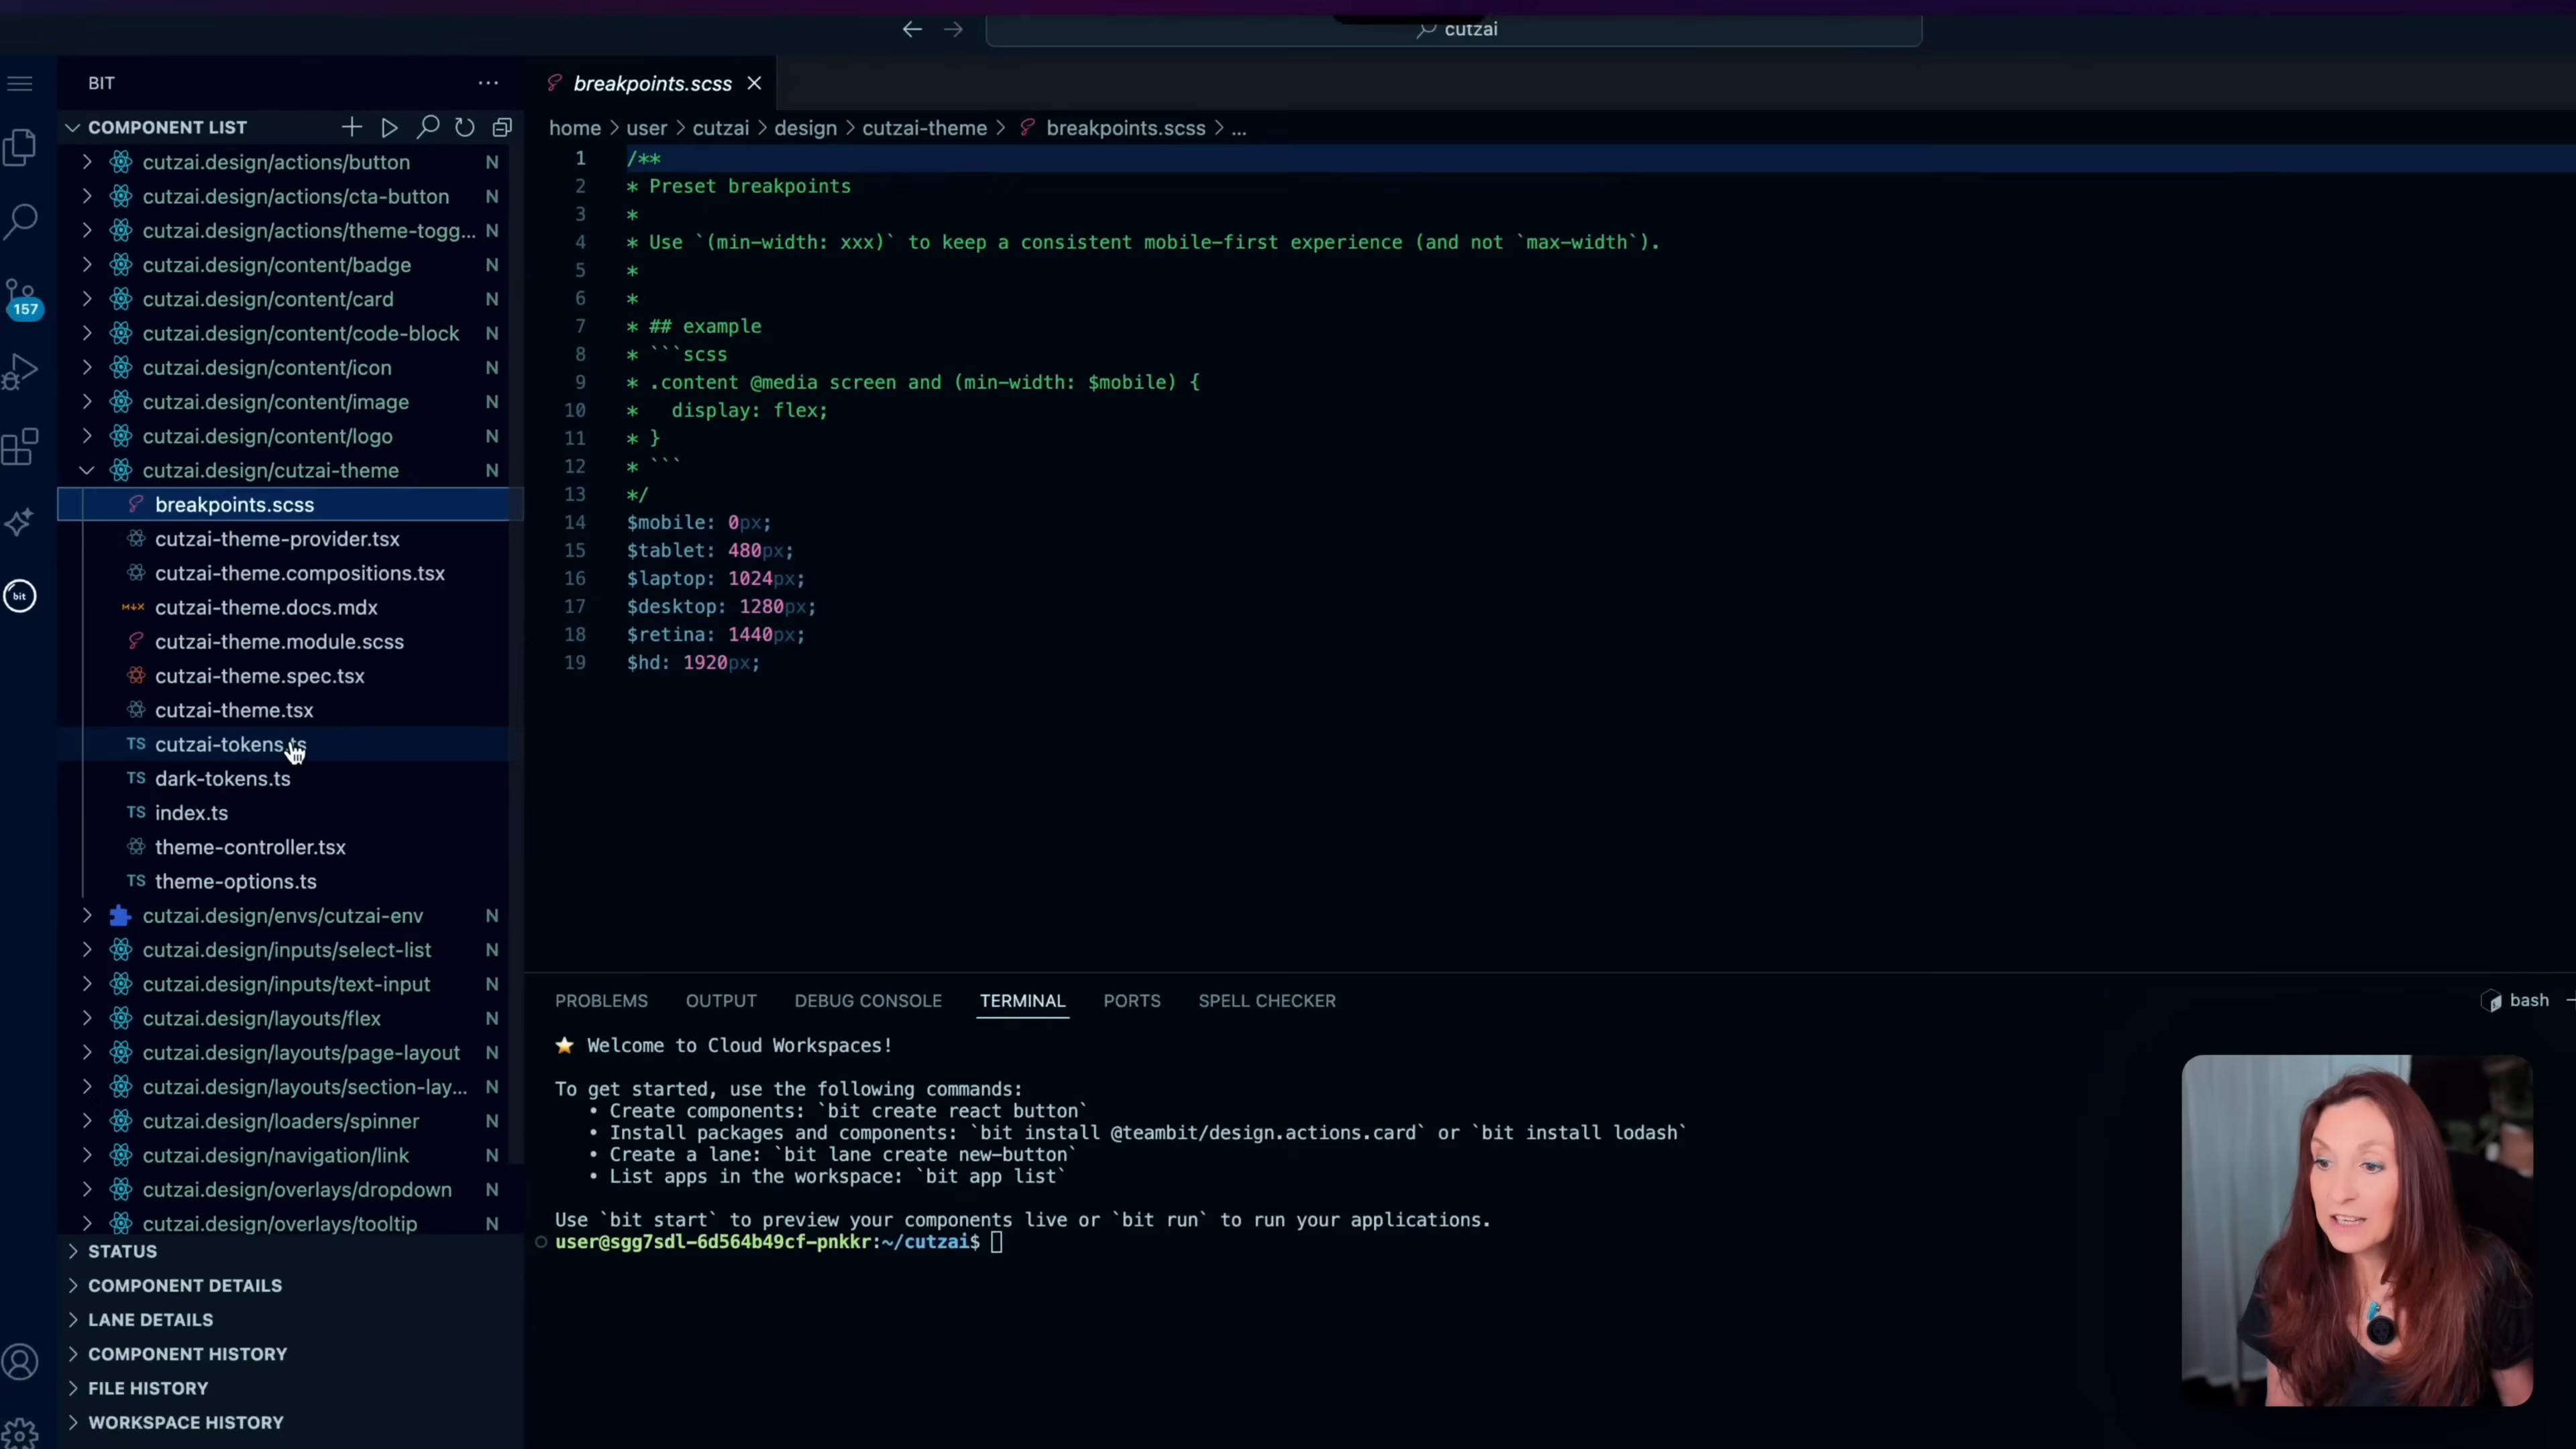 cutzai
BIT
breakpoints.scss
COMPONENT LIST
home > user > cutzai > design > cutzai-theme > breakpoints.scss > ...
cutzai.design/actions/button N
cutzai.design/actions/cta-button N
cutzai.design/actions/theme-togg... N
cutzai.design/content/badge N
cutzai.design/content/card N
157
cutzai.design/content/code-block N
cutzai.design/content/icon N
cutzai.design/content/image N
cutzai.design/content/logo N
cutzai.design/cutzai-theme N
breakpoints.scss
cutzai-theme-provider.tsx
cutzai-theme.compositions.tsx
bit
cutzai-theme.docs.mdx
cutzai-theme.module.scss
cutzai-theme.spec.tsx
cutzai-theme.tsx
TS cutzai-tokens.ts
TS dark-tokens.ts
TS index.ts
theme-controller.tsx
TS theme-options.ts
cutzai.design/envs/cutzai-env N
cutzai.design/inputs/select-list N
cutzai.design/inputs/text-input N
cutzai.design/layouts/flex N
cutzai.design/layouts/page-layout N
cutzai.design/layouts/section-lay... N
cutzai.design/loaders/spinner N
cutzai.design/navigation/link N
cutzai.design/overlays/dropdown N
cutzai.design/overlays/tooltip N
STATUS
COMPONENT DETAILS
LANE DETAILS
COMPONENT HISTORY
FILE HISTORY
WORKSPACE HISTORY
1 /**
2 * Preset breakpoints
3 *
4 * Use `(min-width: xxx)` to keep a consistent mobile-first experience (and not `max-width`).
5 *
6 *
7 * ## example
8 * ```scss
9 * .content @media screen and (min-width: $mobile) {
10 *   display: flex;
11 * }
12 * ```
13 */
14 $mobile: 0px;
15 $tablet: 480px;
16 $laptop: 1024px;
17 $desktop: 1280px;
18 $retina: 1440px;
19 $hd: 1920px;
PROBLEMS OUTPUT DEBUG CONSOLE TERMINAL PORTS SPELL CHECKER bash
Welcome to Cloud Workspaces!
To get started, use the following commands:
• Create components: `bit create react button`
• Install packages and components: `bit install @teambit/design.actions.card` or `bit install lodash`
• Create a lane: `bit lane create new-button`
• List apps in the workspace: `bit app list`
Use `bit start` to preview your components live or `bit run` to run your applications.
user@sgg7sdl-6d564b49cf-pnkkr:~/cutzai$